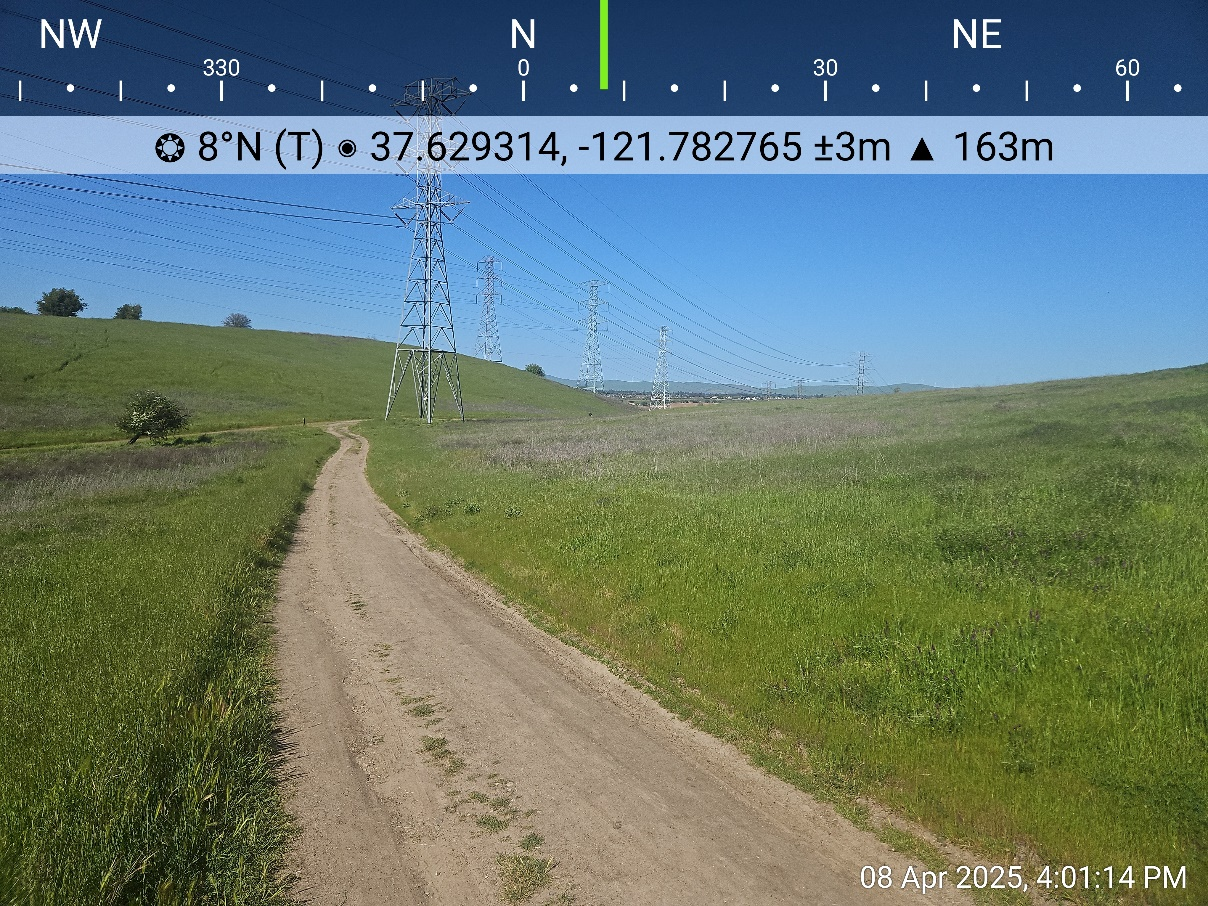 NW N NE
330 0 30 60
8°N (T) ◉ 37.629314, -121.782765 ±3m ▲ 163m
08 Apr 2025, 4:01:14 PM